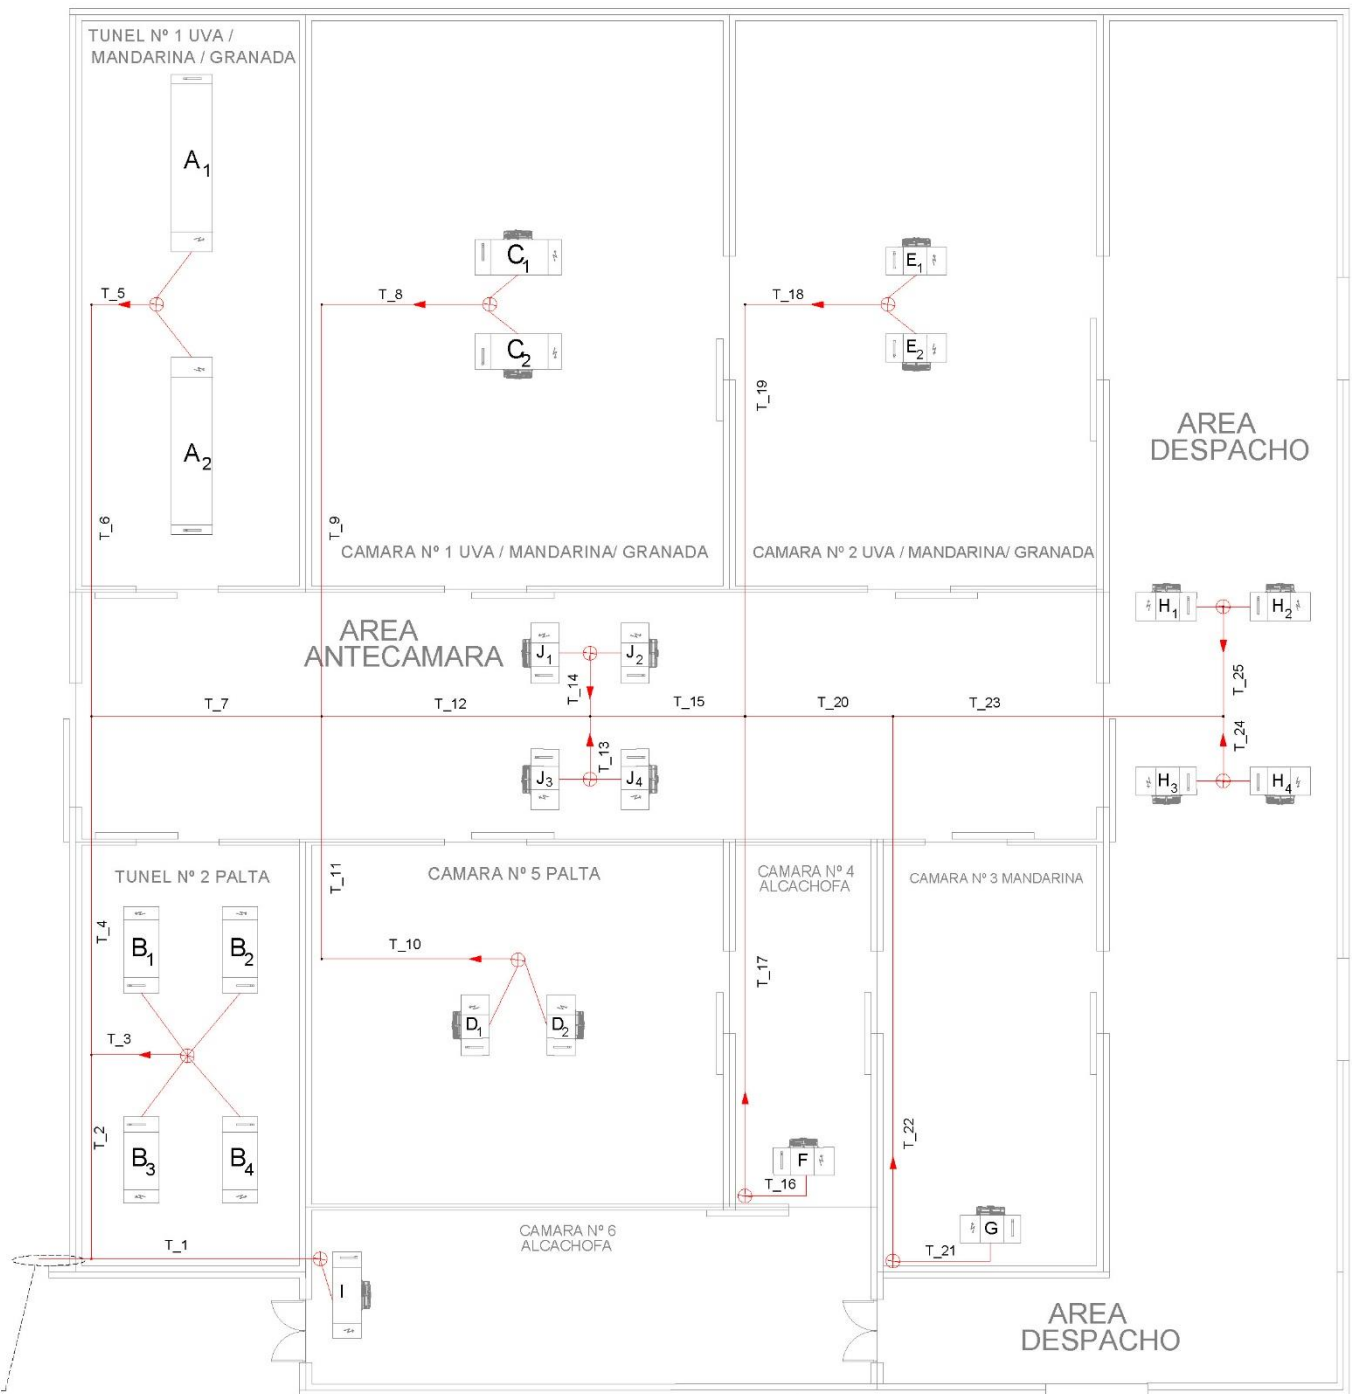 TUNEL Nº 1 UVA /
MANDARINA / GRANADA
A1
T_5
A2
T_6
C1
T_8
C2
T_9
CAMARA Nº 1 UVA / MANDARINA/ GRANADA
E1
T_18
E2
T_19
CAMARA Nº 2 UVA / MANDARINA/ GRANADA
AREA
DESPACHO
H1
H2
T_25
T_24
H3
H4
AREA
ANTECAMARA
J1
J2
T_14
T_7
T_12
T_15
T_20
T_23
T_13
J3
J4
TUNEL Nº 2 PALTA
T_4
B1
B2
T_3
T_2
B3
B4
T_1
T_11
CAMARA Nº 5 PALTA
T_10
D1
D2
CAMARA Nº 4
ALCACHOFA
T_17
F
T_16
CAMARA Nº 3 MANDARINA
T_22
G
T_21
CAMARA Nº 6
ALCACHOFA
I
AREA
DESPACHO